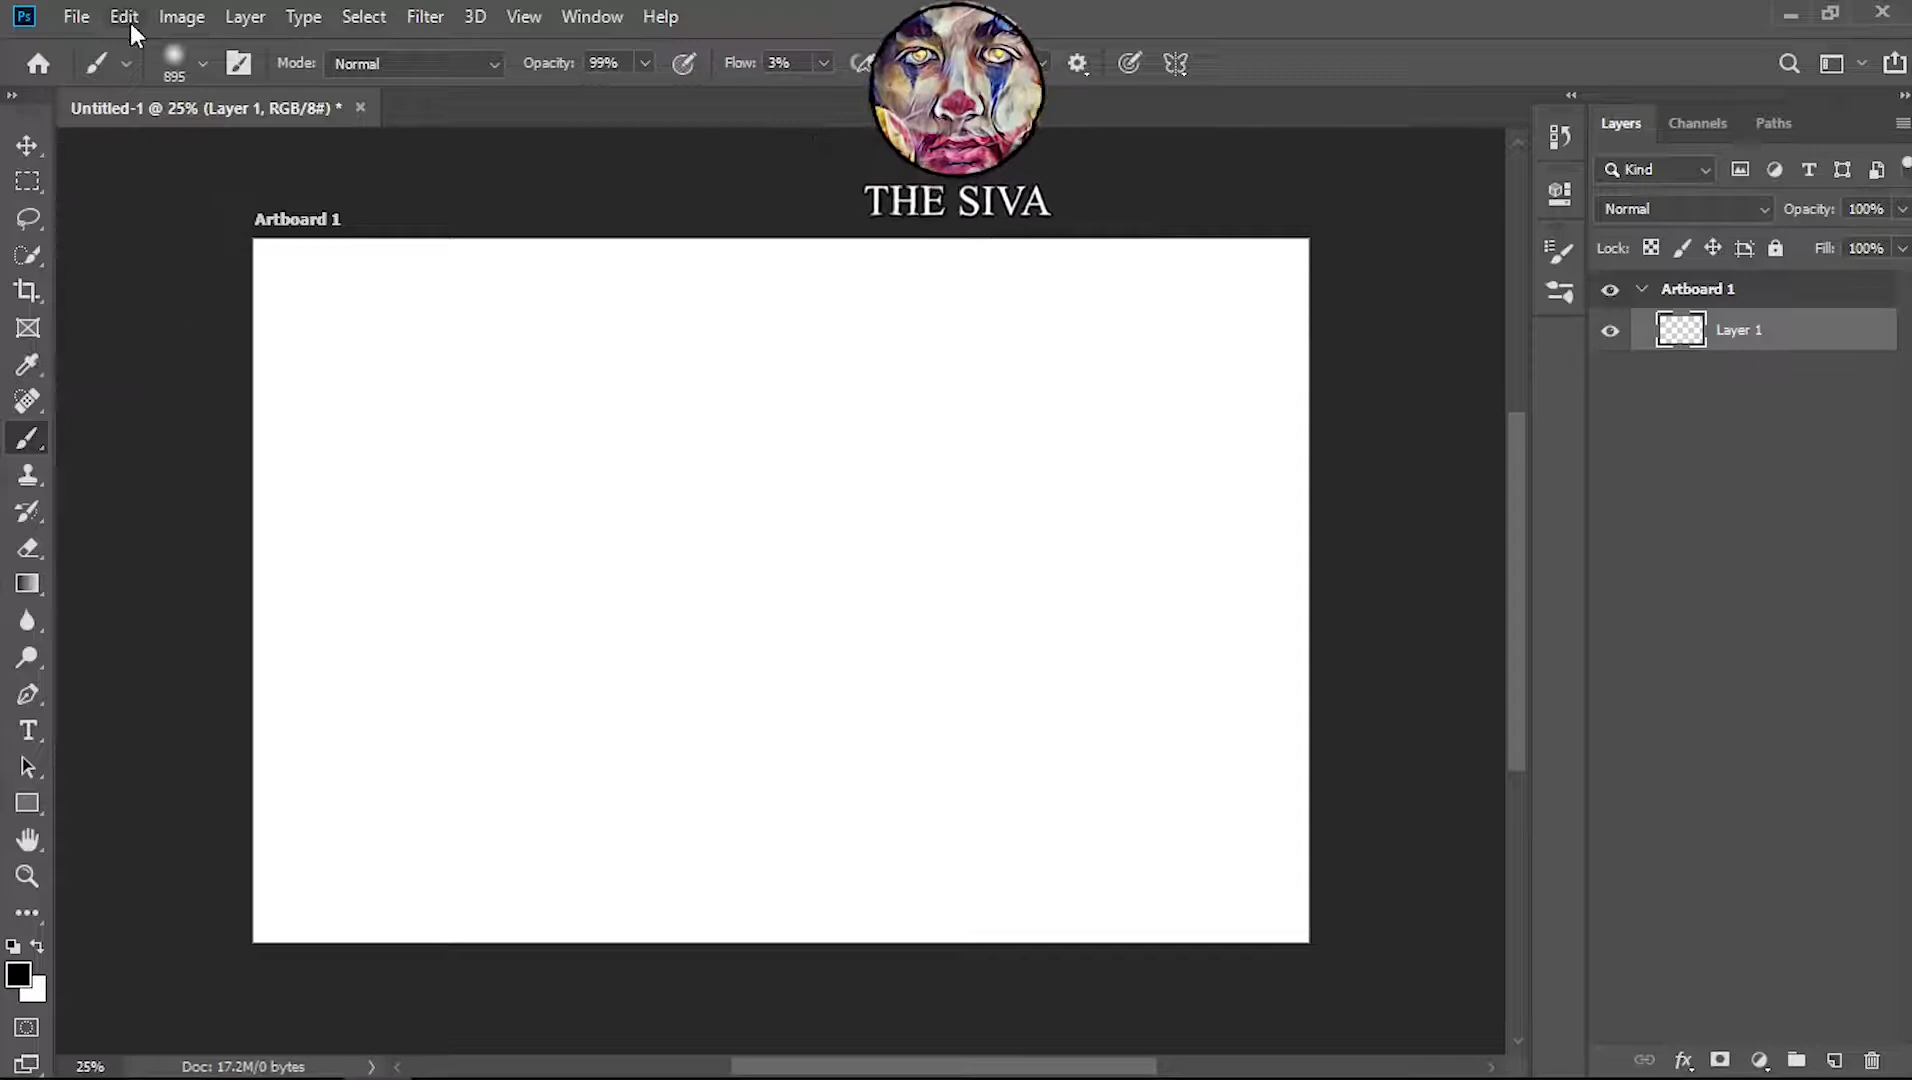 Ps File Edit Image Layer Type Select Filter 3D View Window Help
895 Mode: Normal Opacity: 99% Flow: 3%
Untitled-1 @ 25% (Layer 1, RGB/8#) * ×
Layers Channels Paths
Kind
THE SIVA
Normal Opacity: 100%
Artboard 1
Lock: Fill: 100%
Artboard 1
Layer 1
25% Doc: 17.2M/0 bytes